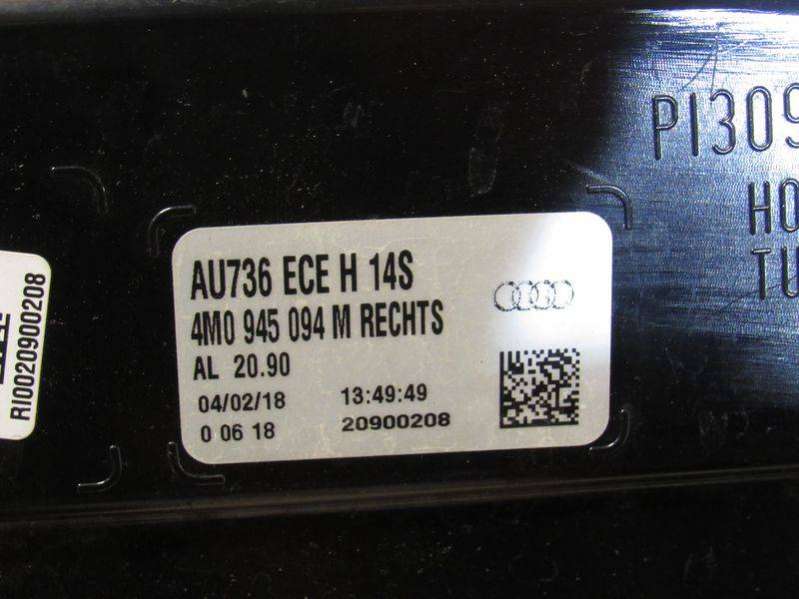 PI309
HO
TU
AU736 ECE H 14S
4M0 945 094 M RECHTS
AL 20.90
04/02/18 13:49:49
0 06 18 20900208
RI0020900208